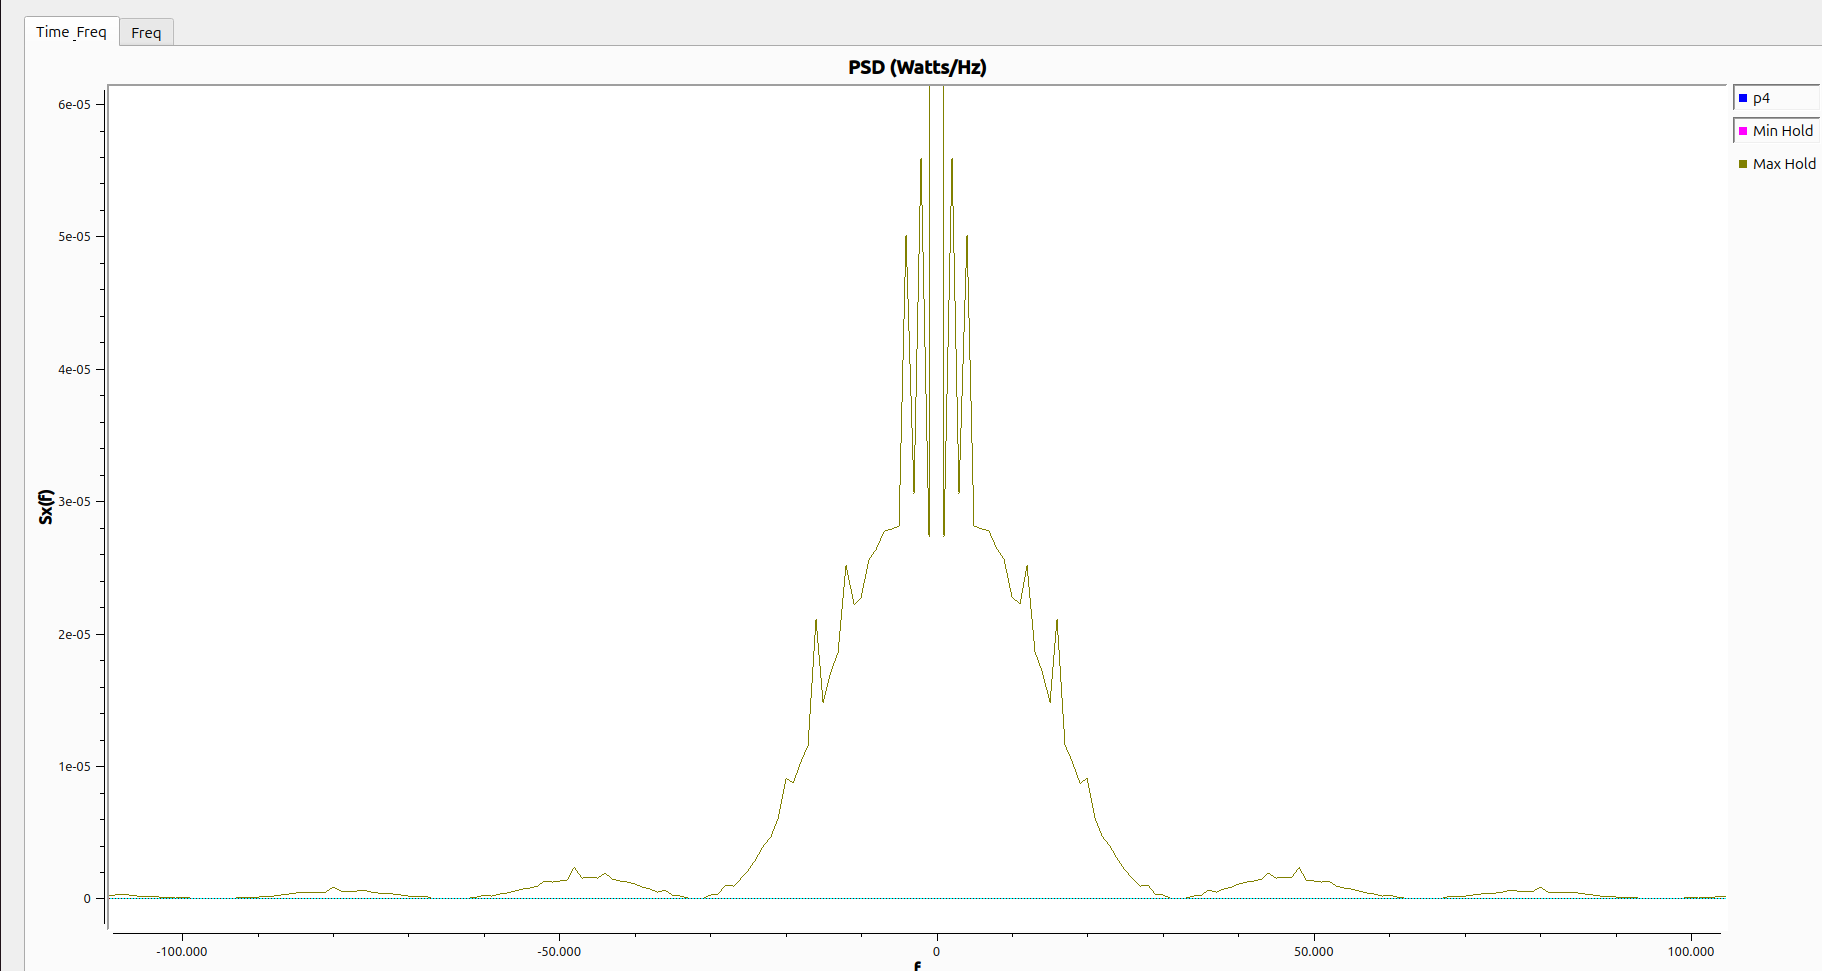 Time_Freq
Freq
PSD (Watts/Hz)
p4
Min Hold
Max Hold
Sx(f)
6e-05
5e-05
4e-05
3e-05
2e-05
1e-05
0
-100.000
-50.000
0
50.000
100.000
f